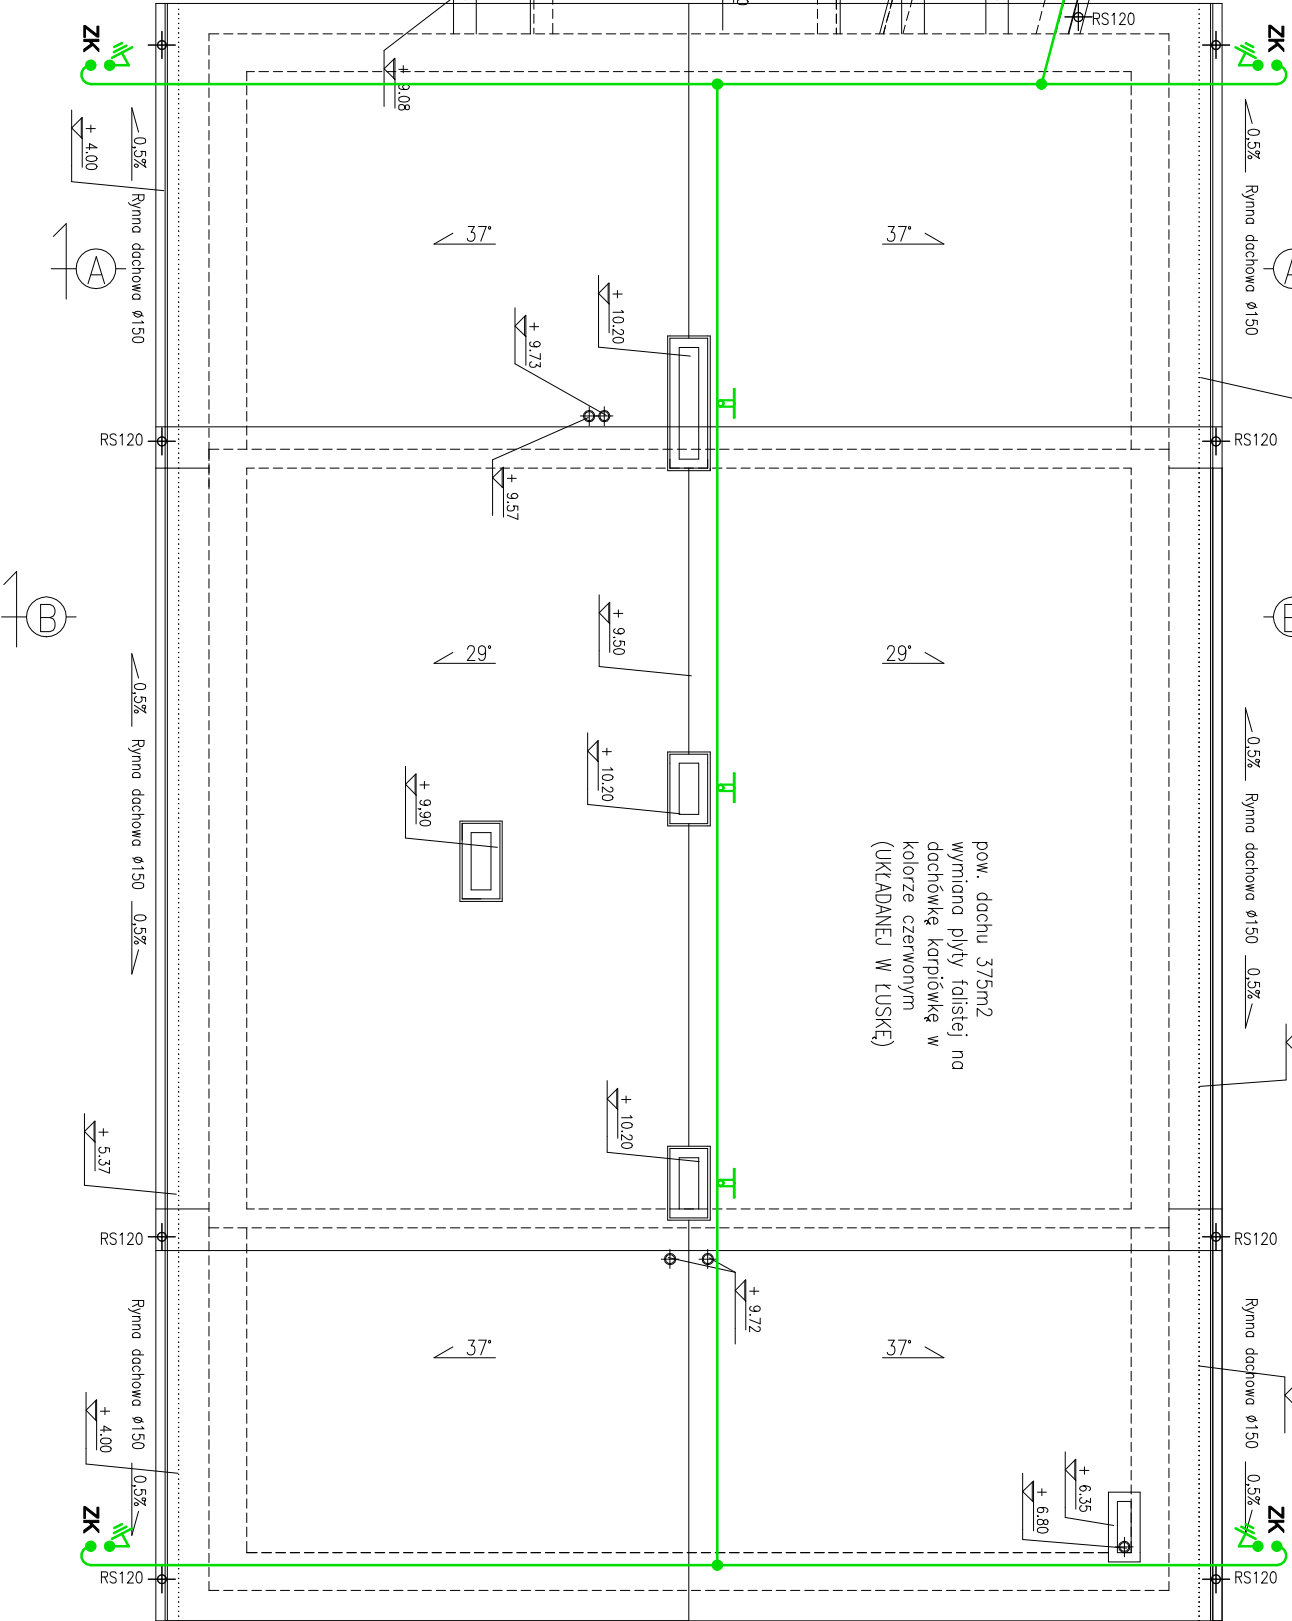 ZK
RS120
ZK
+ 9.08
+ 4.00
0,5%
Rynna dachowa ø150
0,5%
Rynna dachowa ø150
37°
37°
A
+ 10.20
+ 9.73
RS120
RS120
+ 9.57
B
+ 9.50
29°
29°
0,5%
Rynna dachowa ø150
0,5%
0,5%
Rynna dachowa ø150
0,5%
+ 10.20
+ 9,90
pow. dachu 375m2
wymiana płyty falistej na
dachówkę karpiówkę w
kolorze czerwonym
(UKŁADANEJ W ŁUSKĘ)
+ 10.20
+ 5.37
RS120
RS120
+ 9.72
Rynna dachowa ø150
0,5%
Rynna dachowa ø150
0,5%
37°
37°
+ 4.00
+ 6.35
+ 6.80
ZK
ZK
RS120
RS120